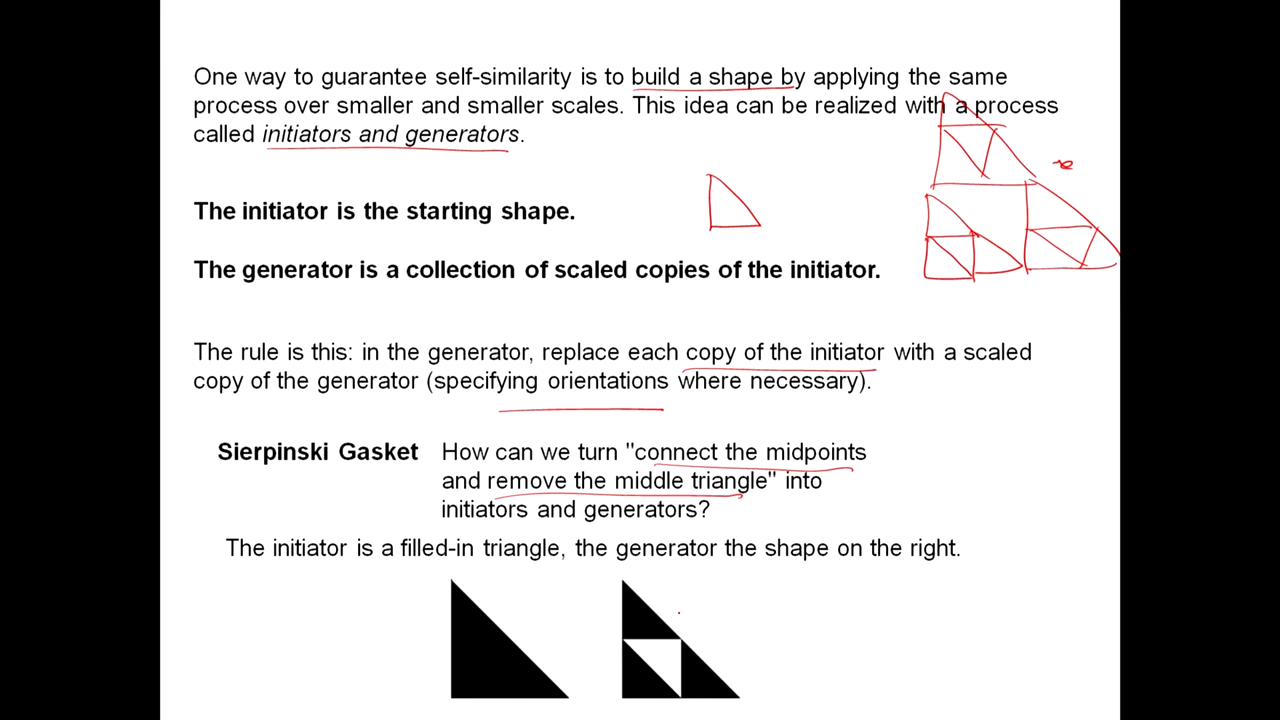 One way to guarantee self-similarity is to build a shape by applying the same
process over smaller and smaller scales. This idea can be realized with a process
called initiators and generators.
The initiator is the starting shape.
The generator is a collection of scaled copies of the initiator.
The rule is this: in the generator, replace each copy of the initiator with a scaled
copy of the generator (specifying orientations where necessary).
Sierpinski Gasket How can we turn "connect the midpoints
and remove the middle triangle" into
initiators and generators?
The initiator is a filled-in triangle, the generator the shape on the right.